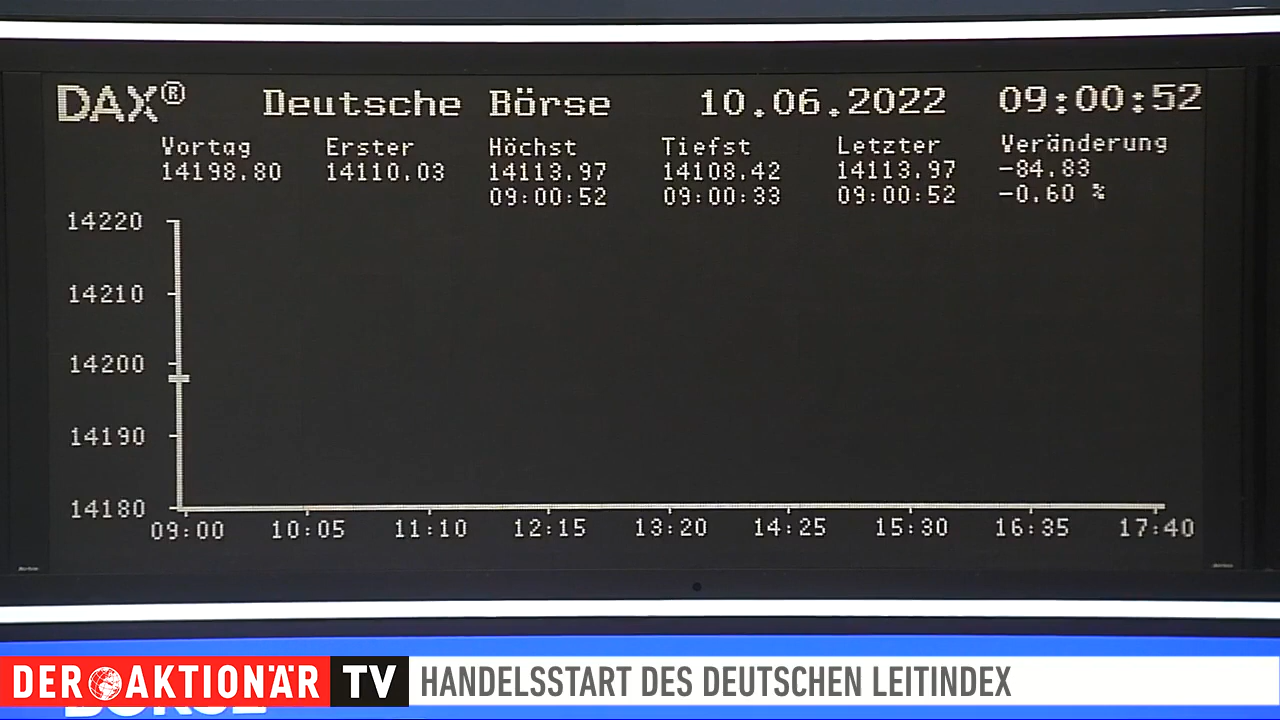 DAX® Deutsche Börse 10.06.2022 09:00:52
Vortag Erster Höchst Tiefst Letzter Veränderung
14198.80 14110.03 14113.97 14108.42 14113.97 -84.83
09:00:52 09:00:33 09:00:52 -0.60 %
14220
14210
14200
14190
14180
09:00 10:05 11:10 12:15 13:20 14:25 15:30 16:35 17:40
DER AKTIONÄR TV HANDELSSTART DES DEUTSCHEN LEITINDEX